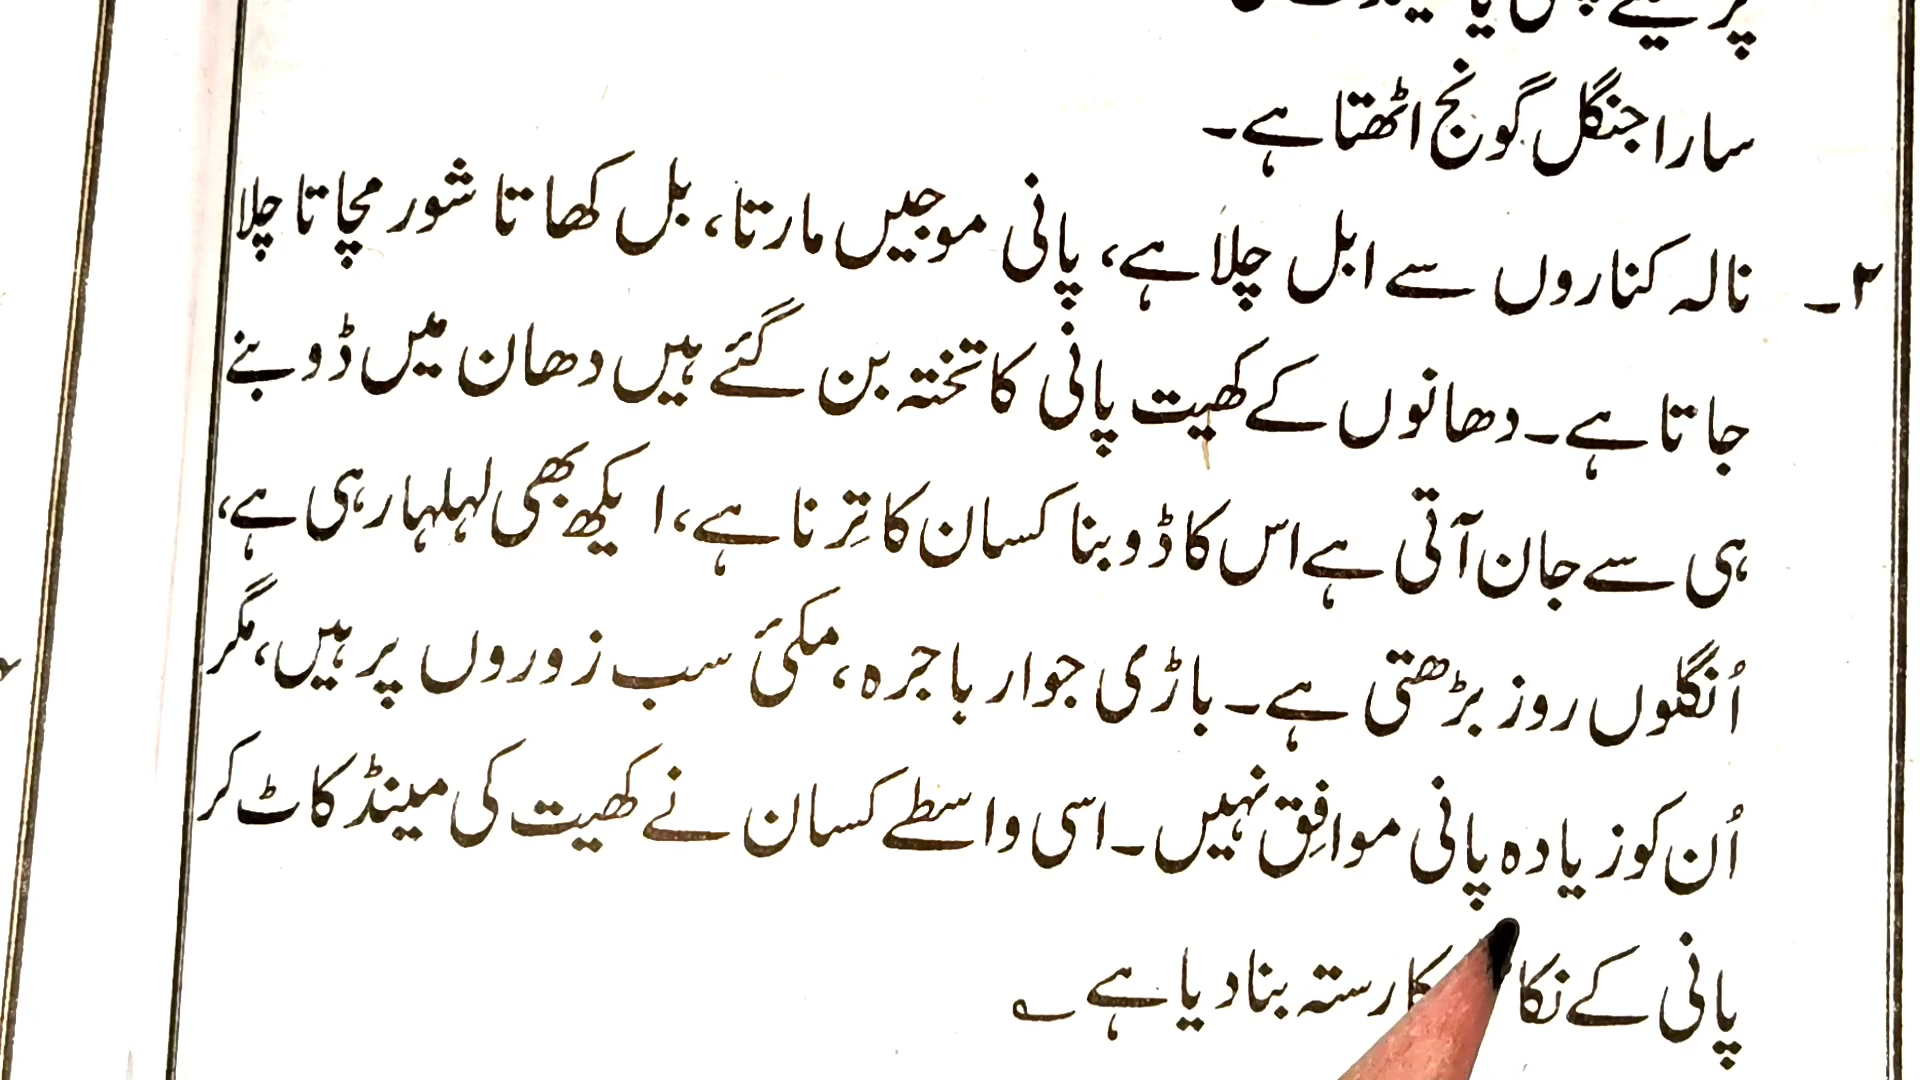 سارا جنگل گونج اٹھتا ہے۔
۲۔ نالہ کناروں سے ابل چلا ہے، پانی موجیں مارتا، بل کھاتا شور مچاتا چلا
جاتا ہے۔ دھانوں کے کھیت پانی کا تختہ بن گئے ہیں دھان میں ڈوبنے
ہی سے جان آتی ہے اس کا ڈوبنا کسان کا تِرنا ہے، ایکھ بھی لہلہا رہی ہے،
اُنگلوں روز بڑھتی ہے۔ باڑی جوار باجرہ، مکئی سب زوروں پر ہیں، مگر
اُن کو زیادہ پانی موافِق نہیں۔ اسی واسطے کسان نے کھیت کی مینڈ کاٹ کر
پانی کے کا رستہ بنا دیا ہے ؎